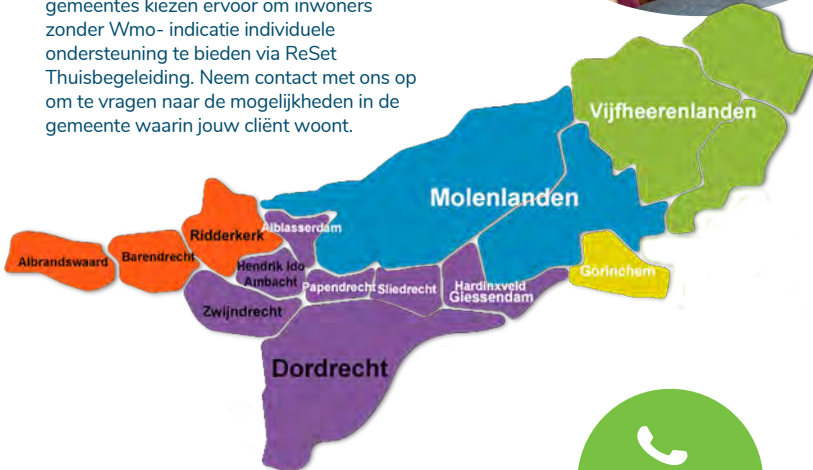 gemeentes kiezen ervoor om inwoners
zonder Wmo- indicatie individuele
ondersteuning te bieden via ReSet
Thuisbegeleiding. Neem contact met ons op
om te vragen naar de mogelijkheden in de
gemeente waarin jouw cliënt woont.
Vijfheerenlanden
Molenlanden
Ridderkerk
Alblasserdam
Albrandswaard
Barendrecht
Hendrik Ido
Ambacht
Papendrecht
Sliedrecht
Hardinxveld
Giessendam
Gorinchem
Zwijndrecht
Dordrecht